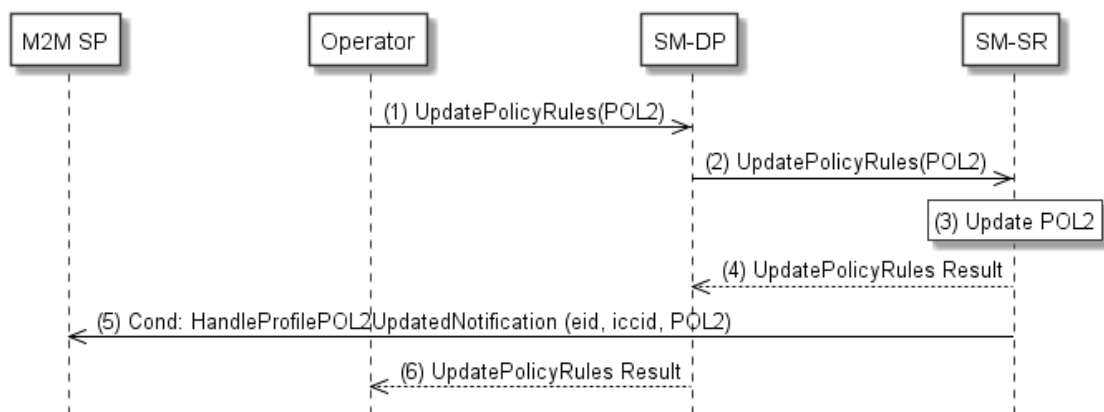 M2M SP
Operator
SM-DP
SM-SR
(1) UpdatePolicyRules(POL2)
(2) UpdatePolicyRules(POL2)
(3) Update POL2
(4) UpdatePolicyRules Result
(5) Cond: HandleProfilePOL2UpdatedNotification (eid, iccid, POL2)
(6) UpdatePolicyRules Result